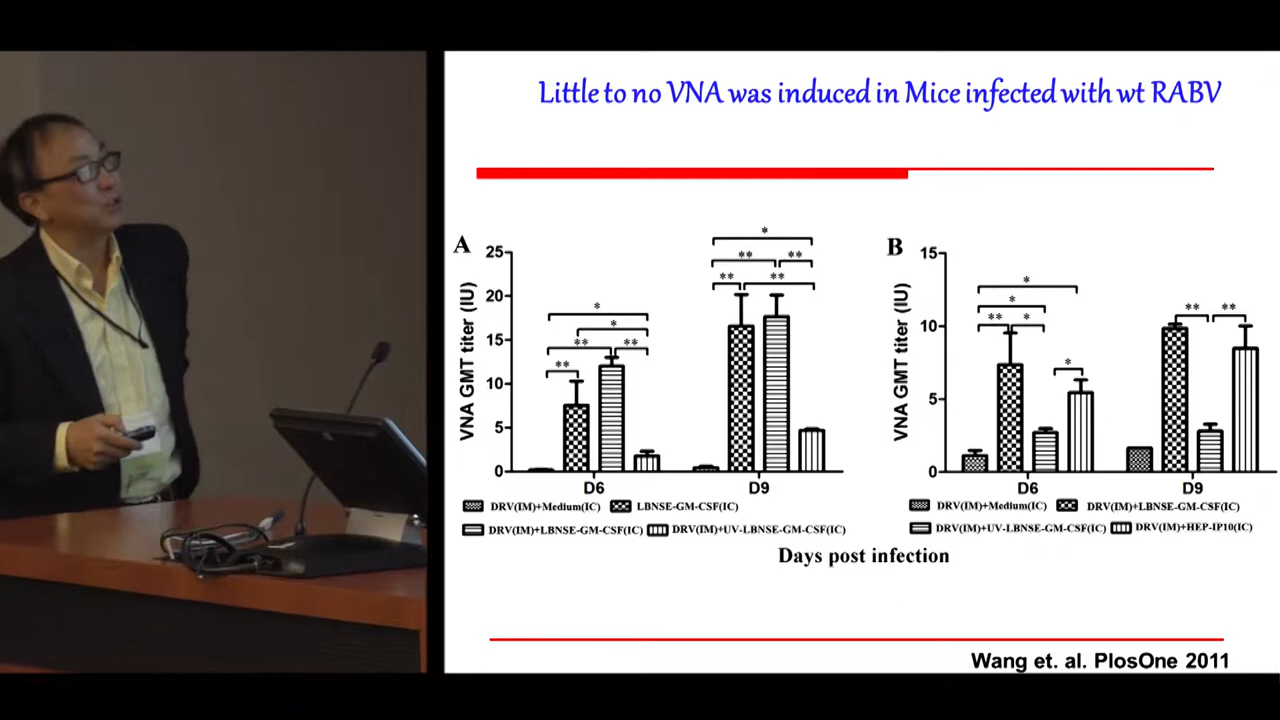 Little to no VNA was induced in Mice infected with wt RABV
A
VNA GMT titer (IU)
25
20
15
10
5
0
*
*
**
**
**
*
**
**
**
**
D6
D9
DRV(IM)+Medium(IC) LBNSE-GM-CSF(IC)
DRV(IM)+LBNSE-GM-CSF(IC) DRV(IM)+UV-LBNSE-GM-CSF(IC)
B
VNA GMT titer (IU)
15
10
5
0
*
*
**
*
*
**
**
D6
D9
DRV(IM)+Medium(IC) DRV(IM)+LBNSE-GM-CSF(IC)
DRV(IM)+UV-LBNSE-GM-CSF(IC) DRV(IM)+HEP-IP10(IC)
Days post infection
Wang et. al. PlosOne 2011